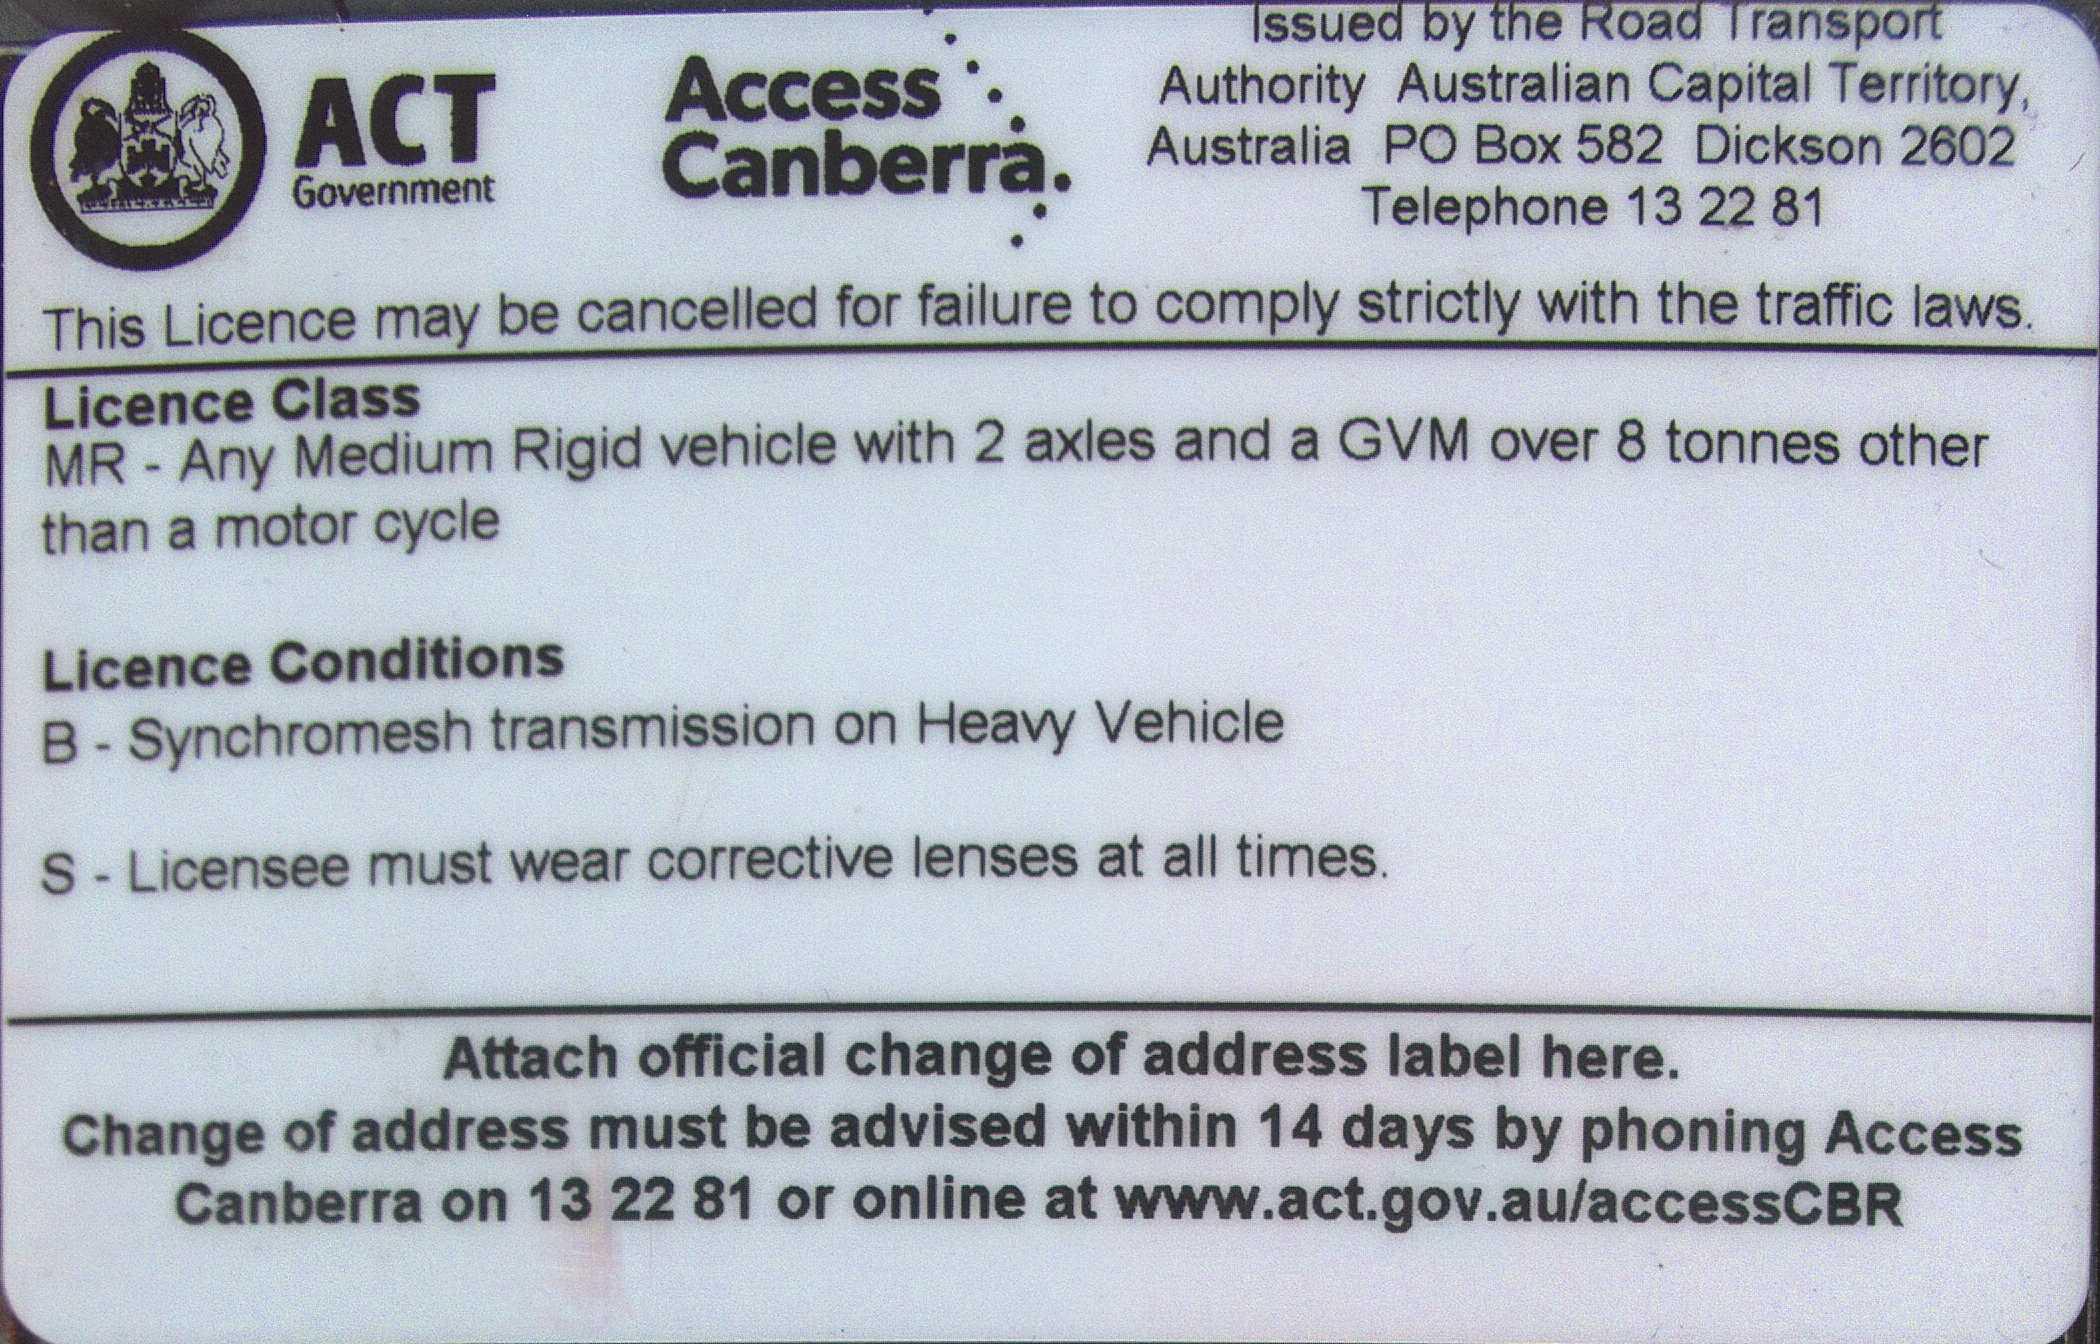 ACT
Government
Access
Canberra.
Issued by the Road Transport
Authority Australian Capital Territory,
Australia PO Box 582 Dickson 2602
Telephone 13 22 81
This Licence may be cancelled for failure to comply strictly with the traffic laws.
Licence Class
MR - Any Medium Rigid vehicle with 2 axles and a GVM over 8 tonnes other
than a motor cycle
Licence Conditions
B - Synchromesh transmission on Heavy Vehicle
S - Licensee must wear corrective lenses at all times.
Attach official change of address label here.
Change of address must be advised within 14 days by phoning Access
Canberra on 13 22 81 or online at www.act.gov.au/accessCBR